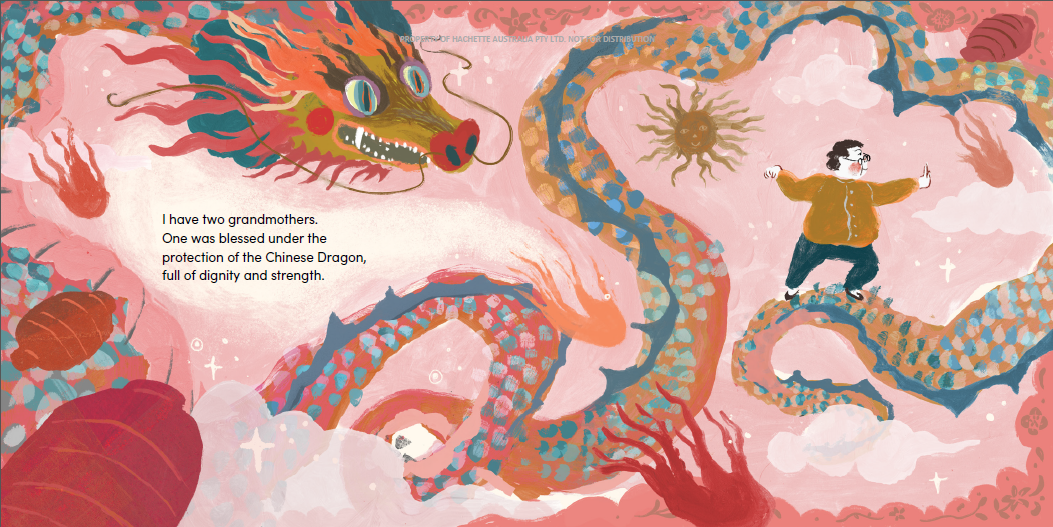 PROPERTY OF HACHETTE AUSTRALIA PTY LTD. NOT FOR DISTRIBUTION
I have two grandmothers.
One was blessed under the
protection of the Chinese Dragon,
full of dignity and strength.